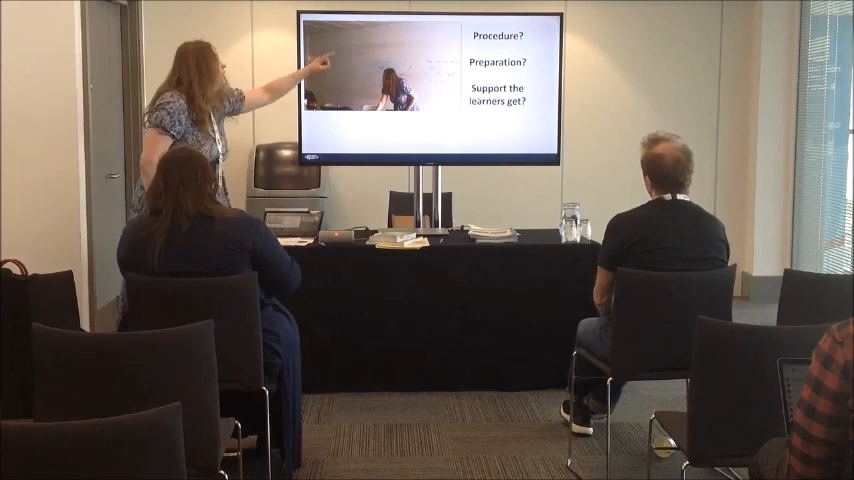 Procedure?
Preparation?
Support the
learners get?